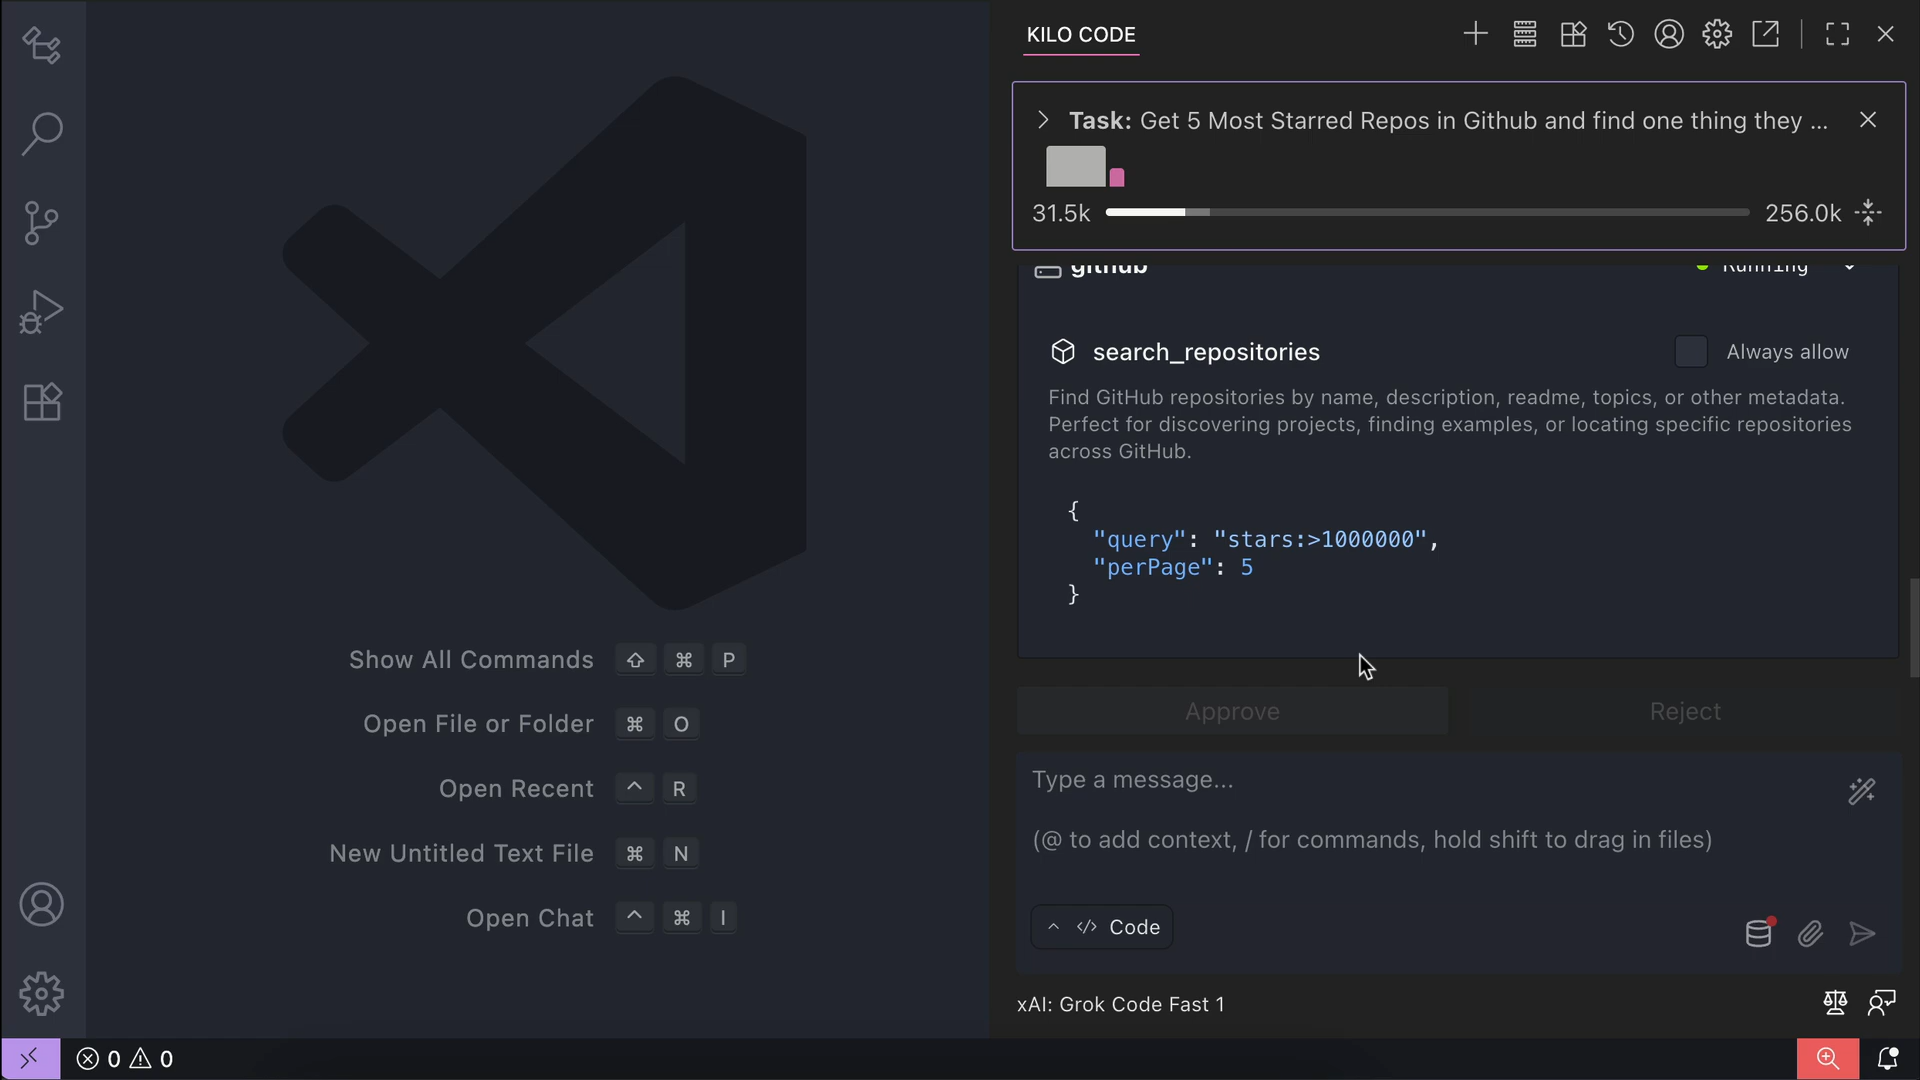 KILO CODE
Task: Get 5 Most Starred Repos in Github and find one thing they ...
31.5k
256.0k
github
Running
search_repositories
Always allow
Find GitHub repositories by name, description, readme, topics, or other metadata.
Perfect for discovering projects, finding examples, or locating specific repositories
across GitHub.
{
"query": "stars:>1000000",
"perPage": 5
}
Approve
Reject
Type a message...
(@ to add context, / for commands, hold shift to drag in files)
</> Code
xAI: Grok Code Fast 1
Show All Commands ⇧ ⌘ P
Open File or Folder ⌘ O
Open Recent ^ R
New Untitled Text File ⌘ N
Open Chat ^ ⌘ I
0 0